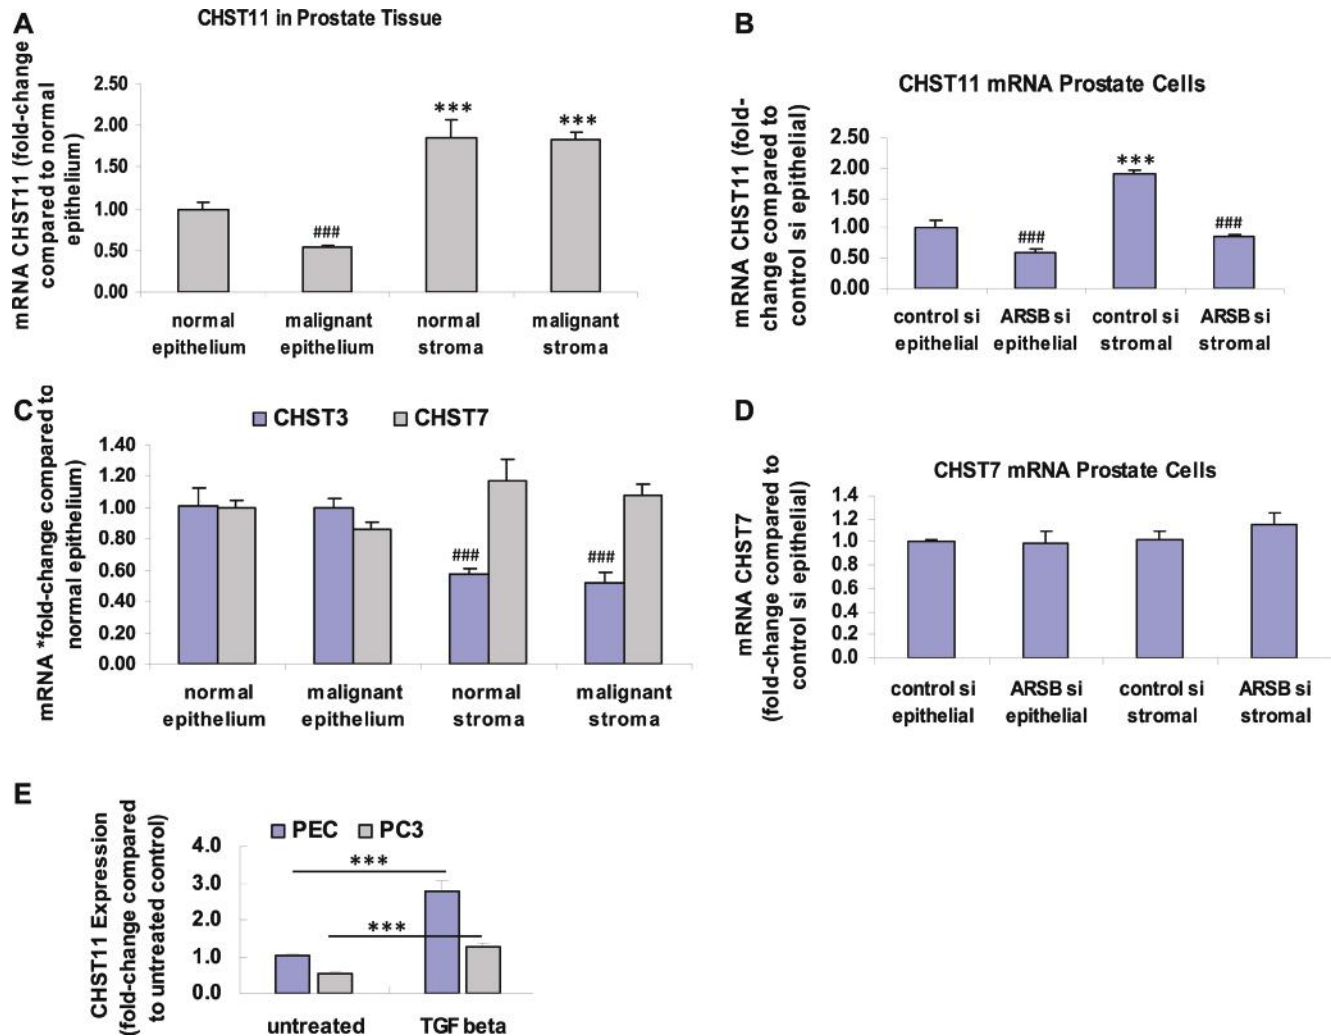 A
CHST11 in Prostate Tissue
mRNA CHST11 (fold-change
compared to normal
epithelium)
2.50
2.00
1.50
1.00
0.50
0.00
###
***
***
normal
epithelium
malignant
epithelium
normal
stroma
malignant
stroma
B
CHST11 mRNA Prostate Cells
mRNA CHST11 (fold-
change compared to
control si epithelial)
2.50
2.00
1.50
1.00
0.50
0.00
###
***
###
control si
epithelial
ARSB si
epithelial
control si
stromal
ARSB si
stromal
C
CHST3
CHST7
mRNA *fold-change compared to
normal epithelium)
1.40
1.20
1.00
0.80
0.60
0.40
0.20
0.00
###
###
normal
epithelium
malignant
epithelium
normal
stroma
malignant
stroma
D
CHST7 mRNA Prostate Cells
mRNA CHST7
(fold-change compared to
control si epithelial)
1.4
1.2
1.0
0.8
0.6
0.4
0.2
0.0
control si
epithelial
ARSB si
epithelial
control si
stromal
ARSB si
stromal
E
PEC
PC3
CHST11 Expression
(fold-change compared
to untreated control)
4.0
3.0
2.0
1.0
0.0
***
***
untreated
TGF beta